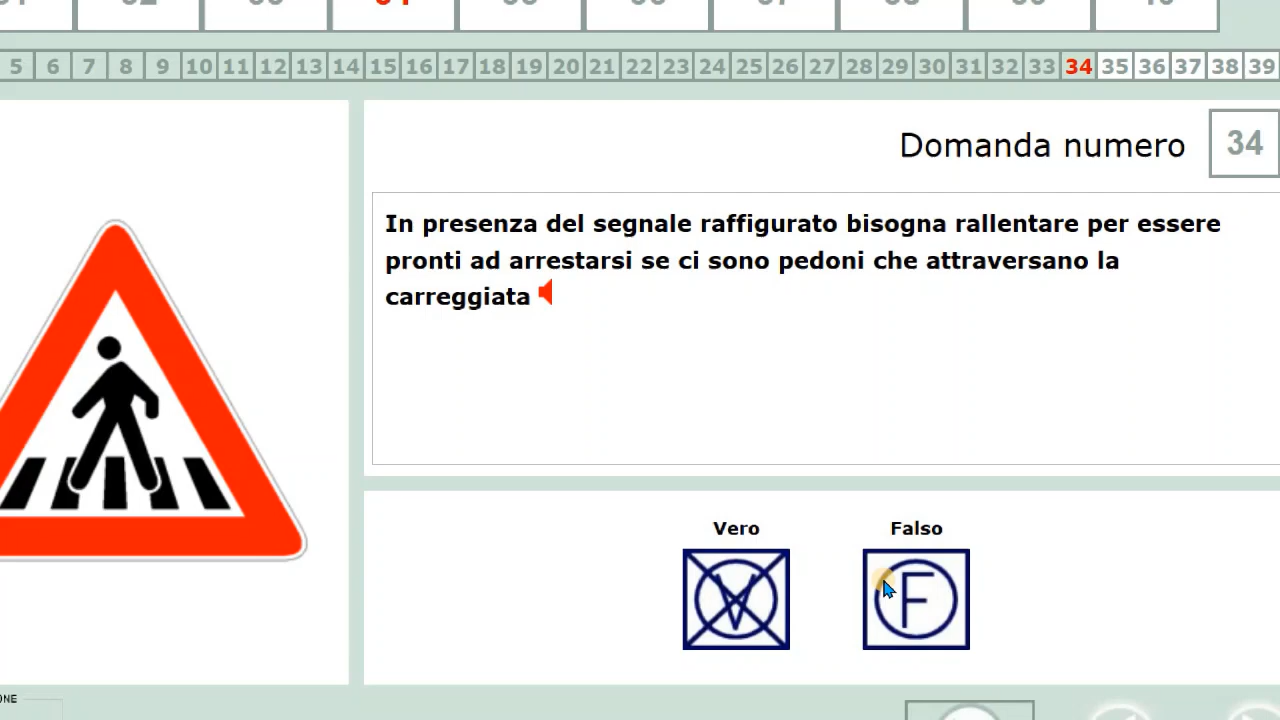 34
5 6 7 8 9 10 11 12 13 14 15 16 17 18 19 20 21 22 23 24 25 26 27 28 29 30 31 32 33 34 35 36 37 38 39
Domanda numero 34
In presenza del segnale raffigurato bisogna rallentare per essere
pronti ad arrestarsi se ci sono pedoni che attraversano la
carreggiata
Vero Falso
V F